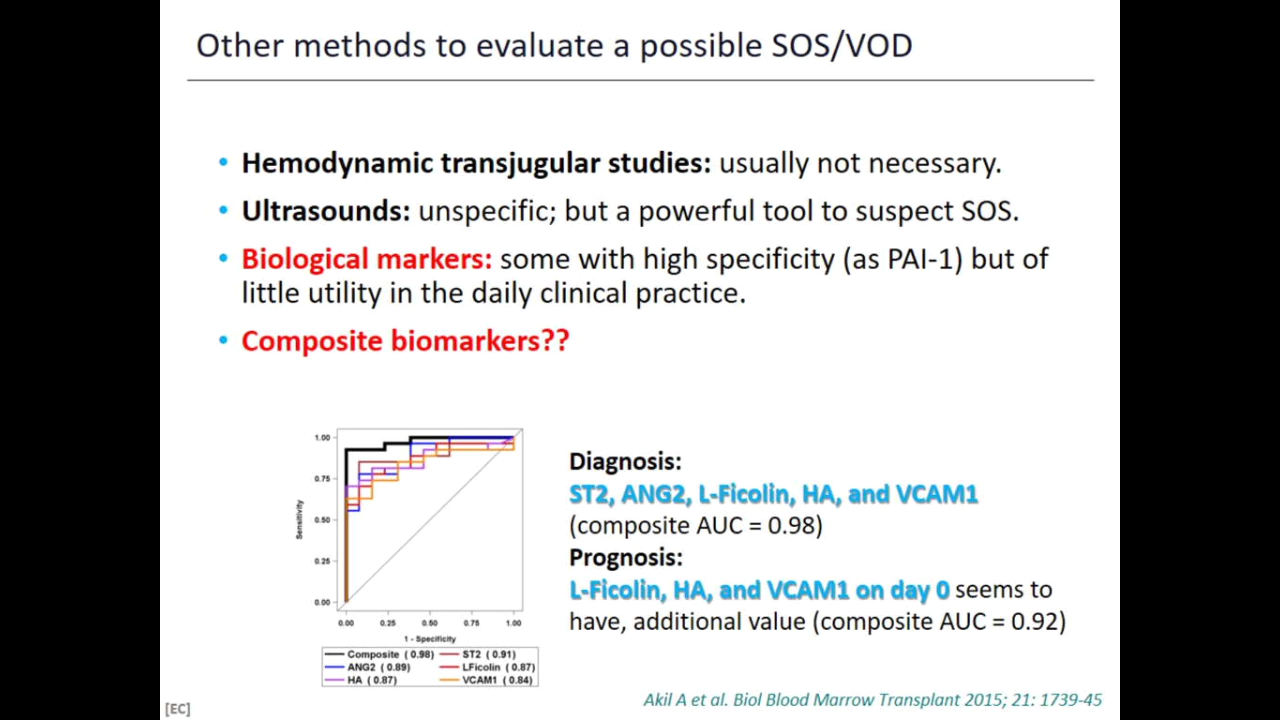 Other methods to evaluate a possible SOS/VOD
• Hemodynamic transjugular studies: usually not necessary.
• Ultrasounds: unspecific; but a powerful tool to suspect SOS.
• Biological markers: some with high specificity (as PAI-1) but of
little utility in the daily clinical practice.
• Composite biomarkers??
1.00
0.75
0.50
0.25
0.00
Sensitivity
0.00 0.25 0.50 0.75 1.00
1 - Specificity
Composite (0.98) ST2 (0.91)
ANG2 (0.89) LFicolin (0.87)
HA (0.87) VCAM1 (0.84)
Diagnosis:
ST2, ANG2, L-Ficolin, HA, and VCAM1
(composite AUC = 0.98)
Prognosis:
L-Ficolin, HA, and VCAM1 on day 0 seems to
have, additional value (composite AUC = 0.92)
Akil A et al. Biol Blood Marrow Transplant 2015; 21: 1739-45
[EC]